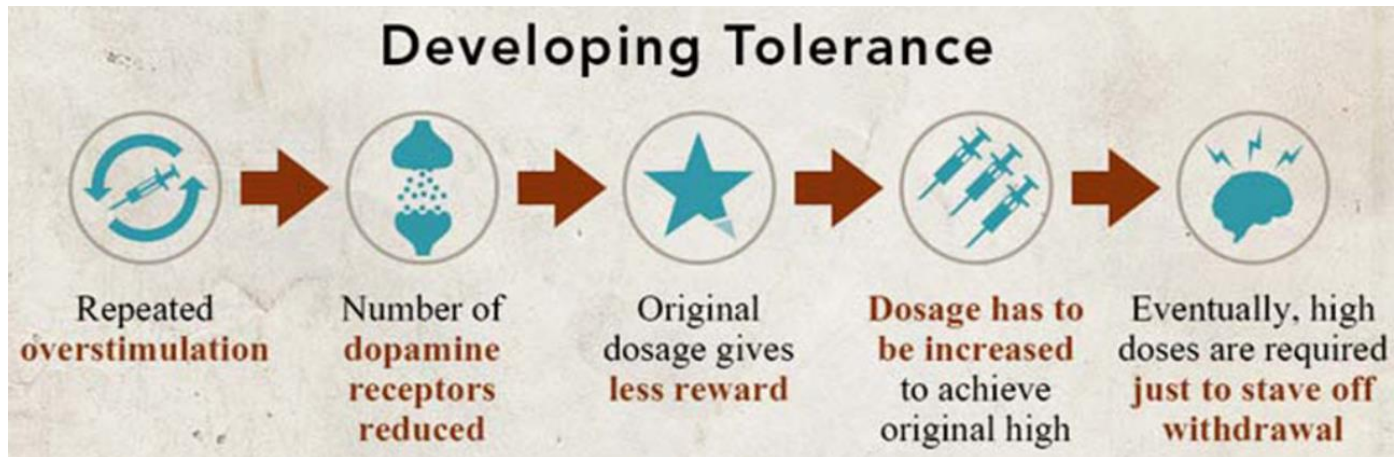 Developing Tolerance
Repeated
overstimulation
Number of
dopamine
receptors
reduced
Original
dosage gives
less reward
Dosage has to
be increased
to achieve
original high
Eventually, high
doses are required
just to stave off
withdrawal